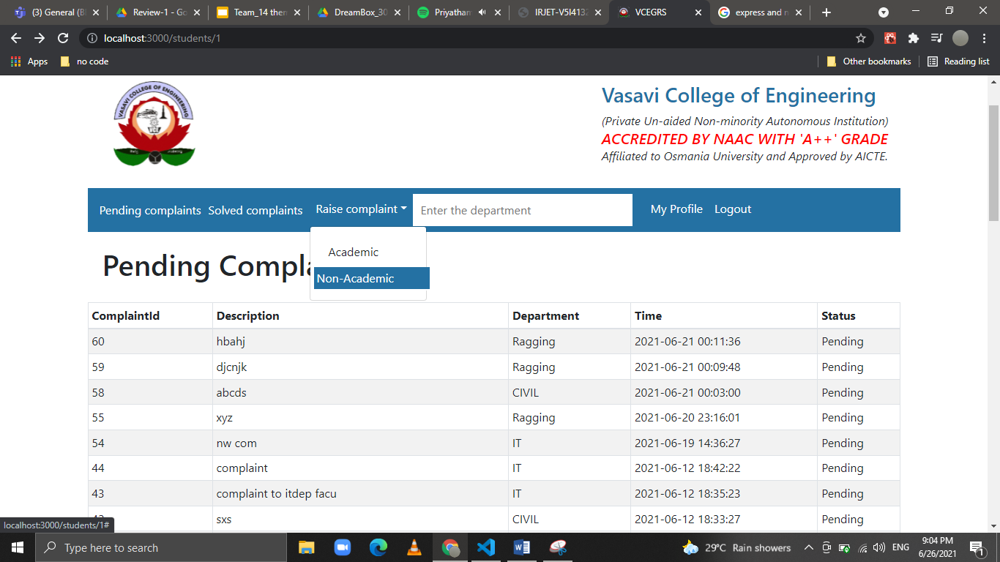 (3) General (B
Review-1 - Go
Team_14 then
DreamBox_30
Priyatham
IRJET-V5I4132
VCEGRS
express and n
localhost:3000/students/1
Apps
no code
Other bookmarks
Reading list
VASAVI COLLEGE OF ENGINEERING
Vasavi College of Engineering
(Private Un-aided Non-minority Autonomous Institution)
ACCREDITED BY NAAC WITH 'A++' GRADE
Affiliated to Osmania University and Approved by AICTE.
Pending complaints Solved complaints Raise complaint Enter the department My Profile Logout
Academic
Non-Academic
Pending Compla
ComplaintId Description Department Time Status
60 hbahj Ragging 2021-06-21 00:11:36 Pending
59 djcnjk Ragging 2021-06-21 00:09:48 Pending
58 abcds CIVIL 2021-06-21 00:03:00 Pending
55 xyz Ragging 2021-06-20 23:16:01 Pending
54 nw com IT 2021-06-19 14:36:27 Pending
44 complaint IT 2021-06-12 18:42:22 Pending
43 complaint to itdep facu IT 2021-06-12 18:35:23 Pending
sxs CIVIL 2021-06-12 18:33:27 Pending
localhost:3000/students/1#
Type here to search
29°C Rain showers
ENG
9:04 PM
6/26/2021
1